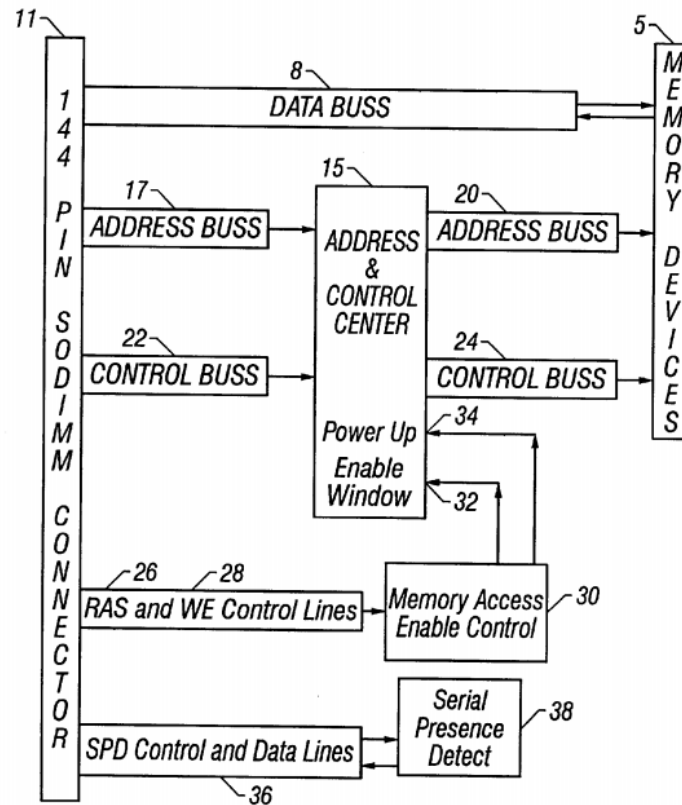 11
5
8
DATA BUSS
144 PIN SODIMM CONNECTOR
MEMORY DEVICES
17
15
20
ADDRESS BUSS
ADDRESS
&
CONTROL
CENTER
ADDRESS BUSS
22
24
CONTROL BUSS
CONTROL BUSS
34
Power Up
Enable
Window
32
26
28
RAS and WE Control Lines
Memory Access
Enable Control
30
Serial
Presence
Detect
38
SPD Control and Data Lines
36